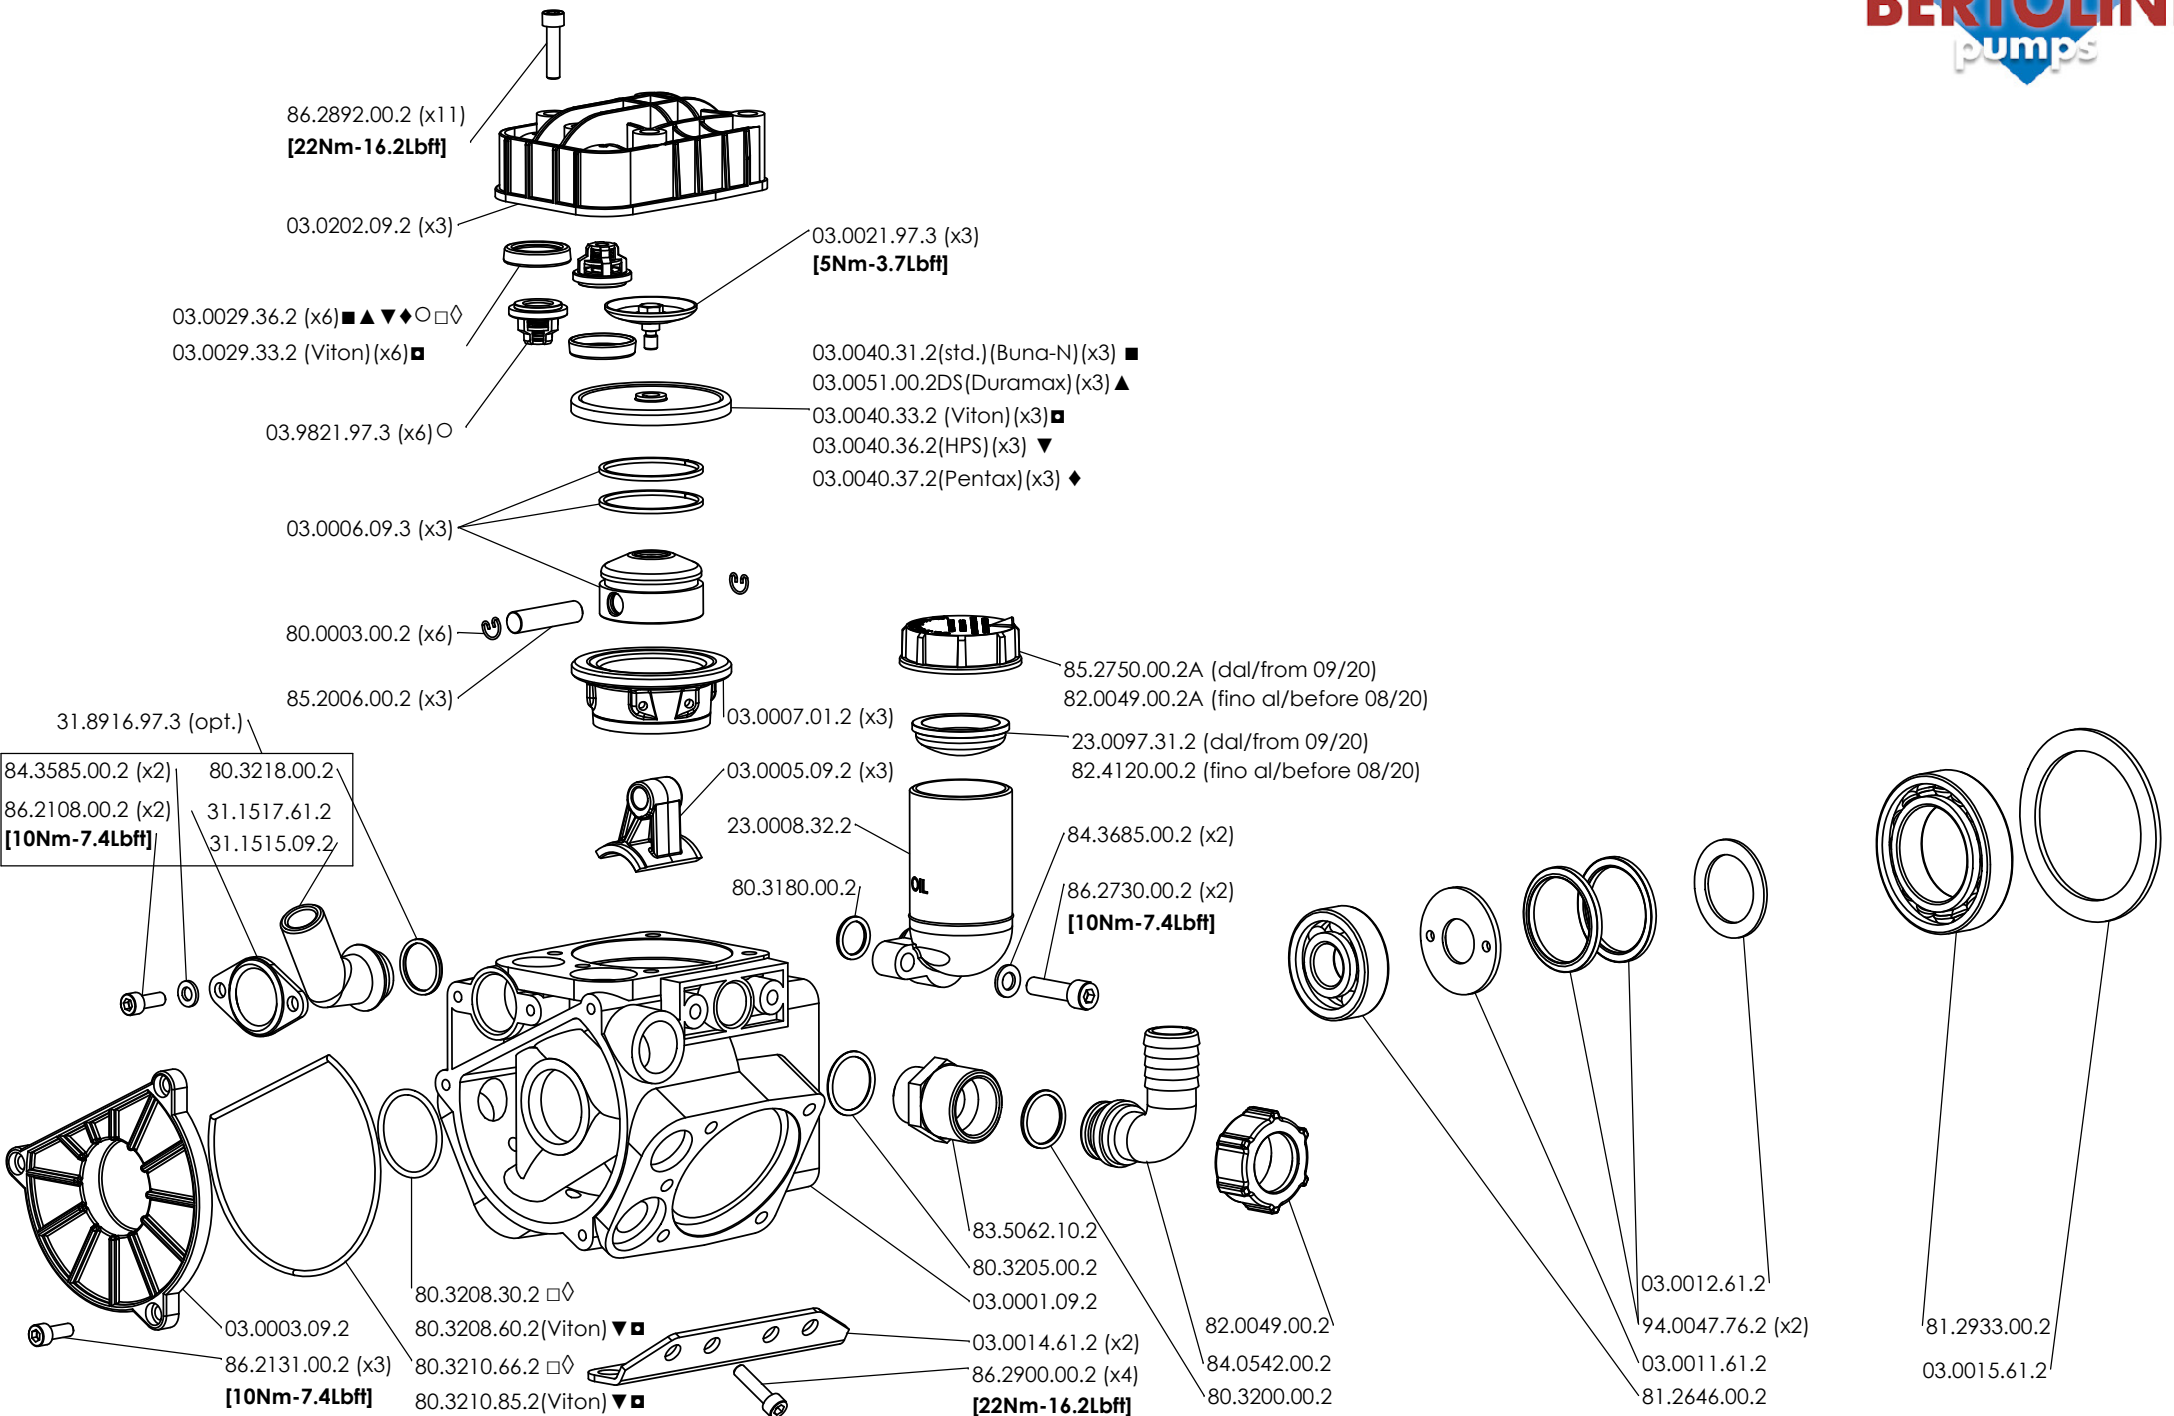 BERTOLIN
pumps
86.2892.00.2 (x11)
[22Nm-16.2Lbft]
03.0202.09.2 (x3)
03.0021.97.3 (x3)
[5Nm-3.7Lbft]
03.0029.36.2 (x6)■▲▼♦○□◊
03.0029.33.2 (Viton)(x6)◘
03.9821.97.3 (x6)○
03.0040.31.2(std.)(Buna-N)(x3) ■
03.0051.00.2DS(Duramax)(x3)▲
03.0040.33.2 (Viton)(x3)◘
03.0040.36.2(HPS)(x3) ▼
03.0040.37.2(Pentax)(x3) ♦
03.0006.09.3 (x3)
80.0003.00.2 (x6)
85.2006.00.2 (x3)
03.0007.01.2 (x3)
03.0005.09.2 (x3)
85.2750.00.2A (dal/from 09/20)
82.0049.00.2A (fino al/before 08/20)
23.0097.31.2 (dal/from 09/20)
82.4120.00.2 (fino al/before 08/20)
23.0008.32.2
OIL
80.3180.00.2
84.3685.00.2 (x2)
86.2730.00.2 (x2)
[10Nm-7.4Lbft]
31.8916.97.3 (opt.)
84.3585.00.2 (x2)
80.3218.00.2
86.2108.00.2 (x2)
31.1517.61.2
[10Nm-7.4Lbft]
31.1515.09.2
03.0003.09.2
86.2131.00.2 (x3)
[10Nm-7.4Lbft]
80.3208.30.2 □◊
80.3208.60.2(Viton)▼◘
80.3210.66.2 □◊
80.3210.85.2(Viton)▼◘
83.5062.10.2
80.3205.00.2
03.0001.09.2
03.0014.61.2 (x2)
86.2900.00.2 (x4)
[22Nm-16.2Lbft]
82.0049.00.2
84.0542.00.2
80.3200.00.2
03.0012.61.2
94.0047.76.2 (x2)
03.0011.61.2
81.2646.00.2
81.2933.00.2
03.0015.61.2